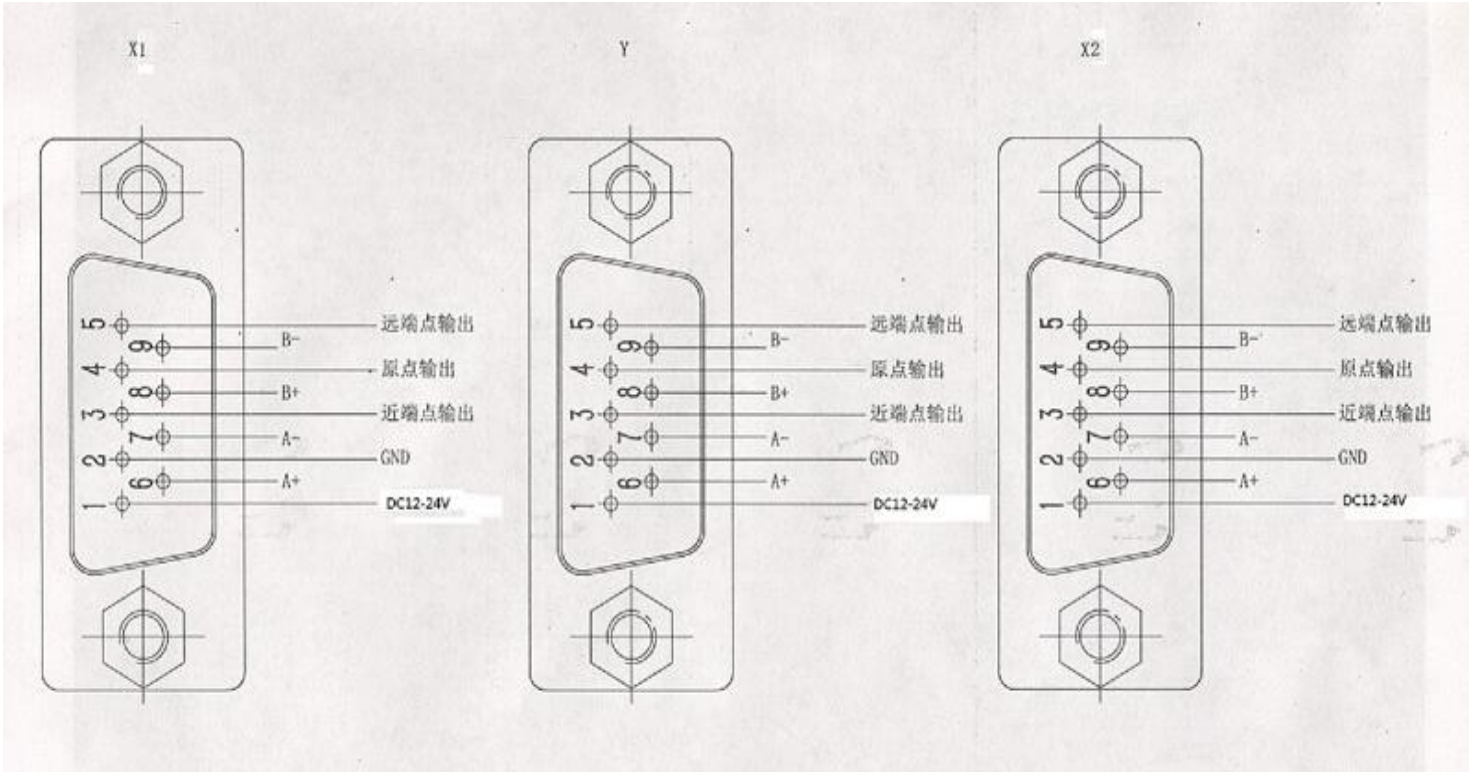 X1
Y
X2
5 远端点输出
9 B-
4 原点输出
8 B+
3 近端点输出
7 A-
2 GND
6 A+
1 DC12-24V
5 远端点输出
9 B-
4 原点输出
8 B+
3 近端点输出
7 A-
2 GND
6 A+
1 DC12-24V
5 远端点输出
9 B-
4 原点输出
8 B+
3 近端点输出
7 A-
2 GND
6 A+
1 DC12-24V